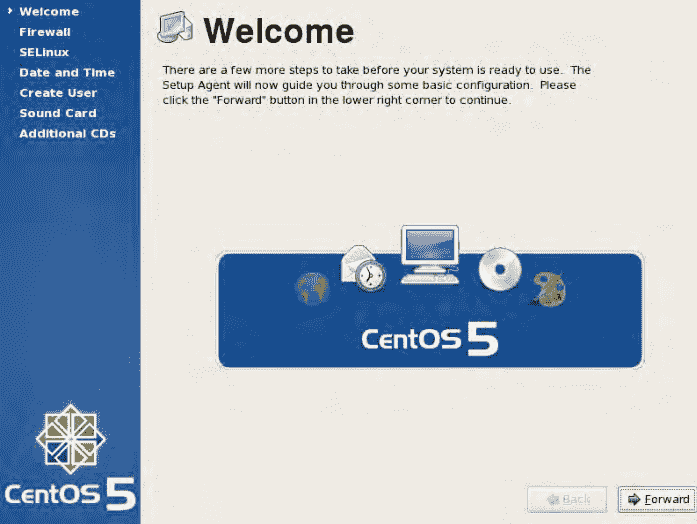 Welcome
Firewall
SELinux
Date and Time
Create User
Sound Card
Additional CDs
Welcome
There are a few more steps to take before your system is ready to use. The
Setup Agent will now guide you through some basic configuration. Please
click the "Forward" button in the lower right corner to continue.
CentOS 5
CentOS 5
Back
Forward